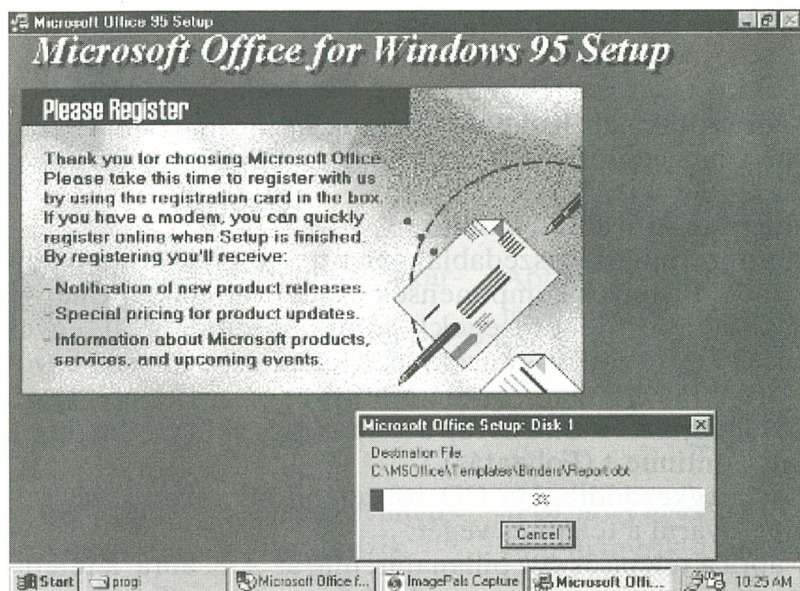 Microsoft Office 95 Setup
Microsoft Office for Windows 95 Setup
Please Register
Thank you for choosing Microsoft Office.
Please take this time to register with us
by using the registration card in the box.
If you have a modem, you can quickly
register online when Setup is finished.
By registering you'll receive:
- Notification of new product releases.
- Special pricing for product updates.
- Information about Microsoft products,
services, and upcoming events.
Microsoft Office Setup: Disk 1
Destination File:
C:\MSOffice\Templates\Binders\Report.obt
3%
Cancel
Start
progi
Microsoft Office f...
ImagePals Capture
Microsoft Offi...
10:25 AM